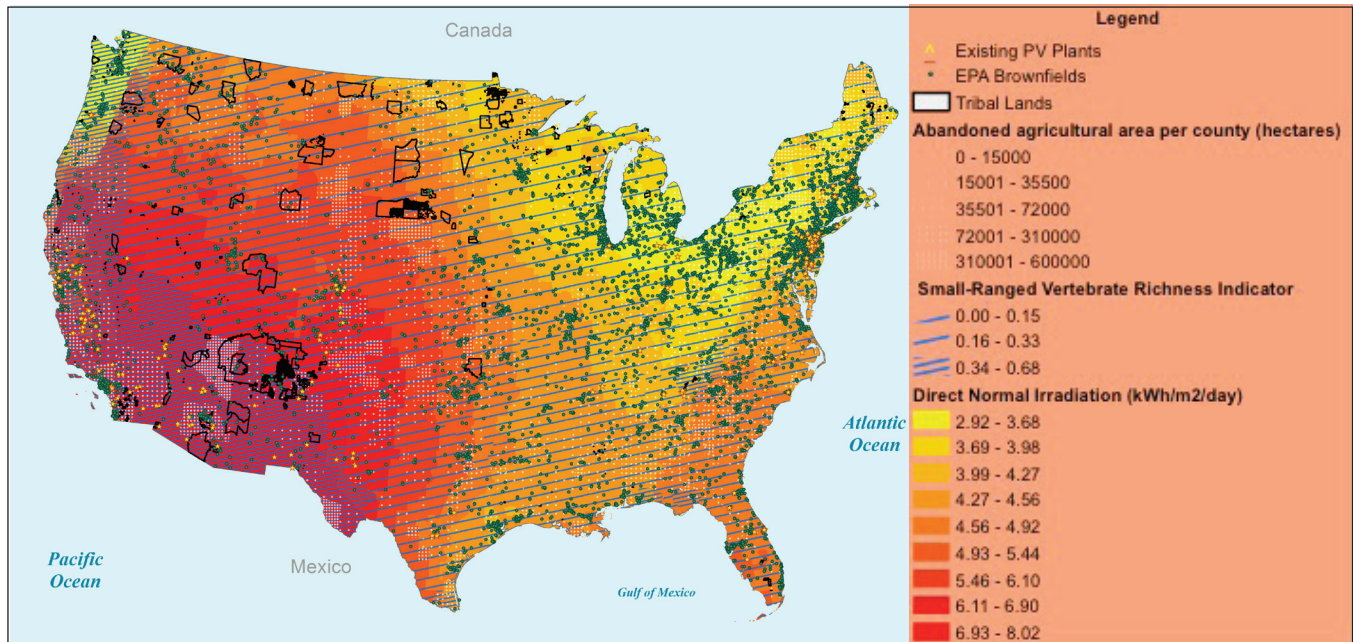 Canada
Pacific
Ocean
Mexico
Gulf of Mexico
Atlantic
Ocean
Legend
Existing PV Plants
EPA Brownfields
Tribal Lands
Abandoned agricultural area per county (hectares)
0 - 15000
15001 - 35500
35501 - 72000
72001 - 310000
310001 - 600000
Small-Ranged Vertebrate Richness Indicator
0.00 - 0.15
0.16 - 0.33
0.34 - 0.68
Direct Normal Irradiation (kWh/m2/day)
2.92 - 3.68
3.69 - 3.98
3.99 - 4.27
4.27 - 4.56
4.56 - 4.92
4.93 - 5.44
5.46 - 6.10
6.11 - 6.90
6.93 - 8.02